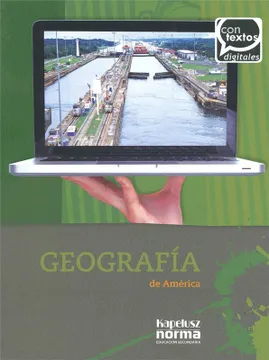 con
textos
digitales
GEOGRAFÍA
de América
kapelusz
norma
EDUCACIÓN SECUNDARIA